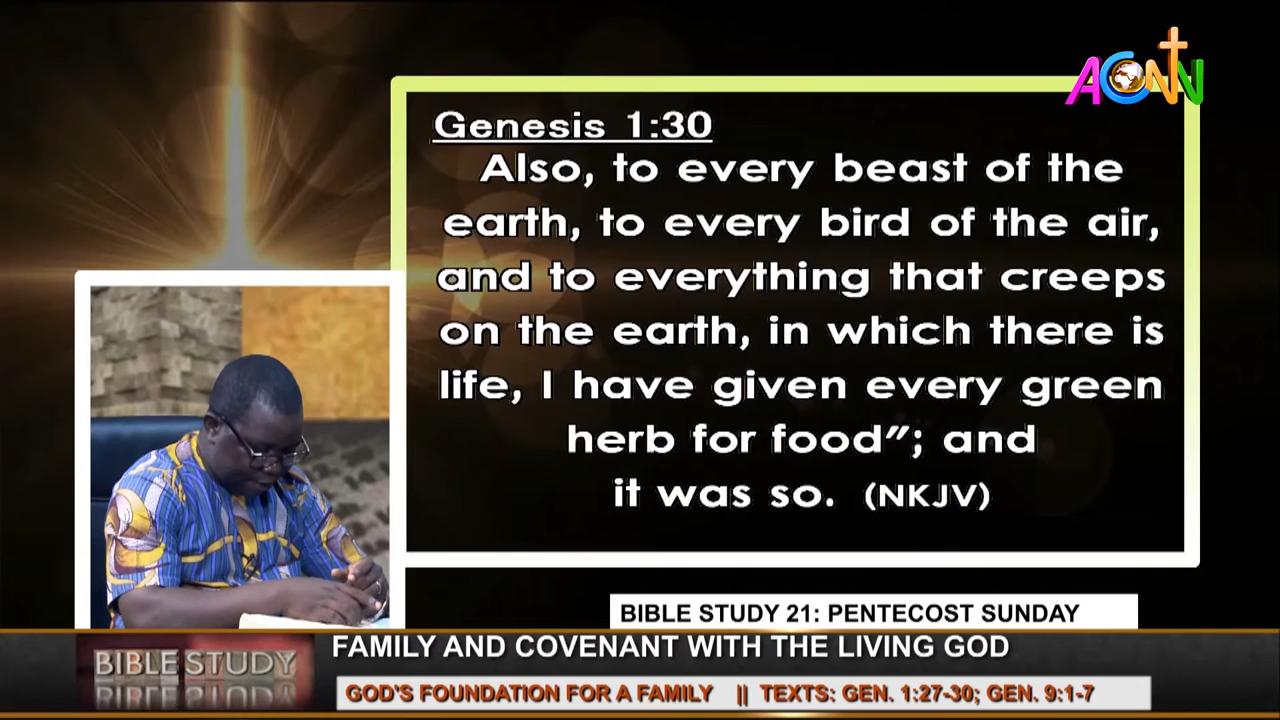 ACNN
Genesis 1:30
Also, to every beast of the
earth, to every bird of the air,
and to everything that creeps
on the earth, in which there is
life, I have given every green
herb for food”; and
it was so. (NKJV)
BIBLE STUDY 21: PENTECOST SUNDAY
FAMILY AND COVENANT WITH THE LIVING GOD
BIBLE STUDY
GOD'S FOUNDATION FOR A FAMILY || TEXTS: GEN. 1:27-30; GEN. 9:1-7